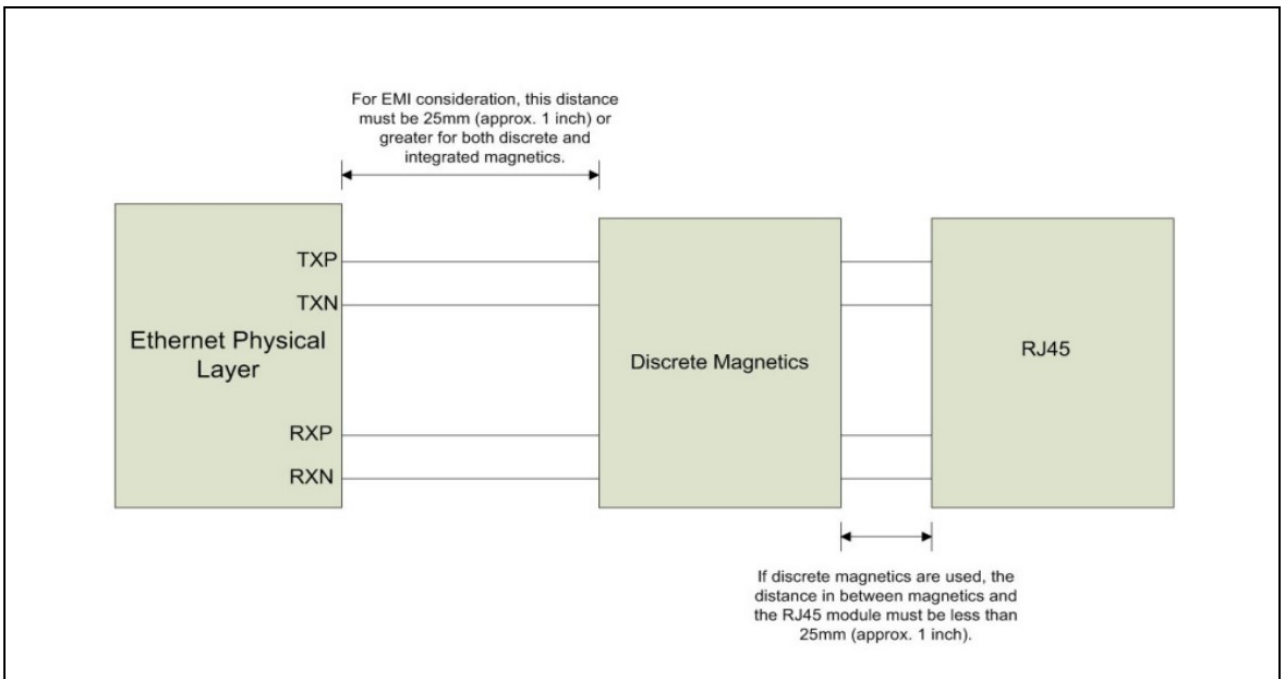 For EMI consideration, this distance
must be 25mm (approx. 1 inch) or
greater for both discrete and
integrated magnetics.
TXP
TXN
Ethernet Physical
Layer
RXP
RXN
Discrete Magnetics
RJ45
If discrete magnetics are used, the
distance in between magnetics and
the RJ45 module must be less than
25mm (approx. 1 inch).